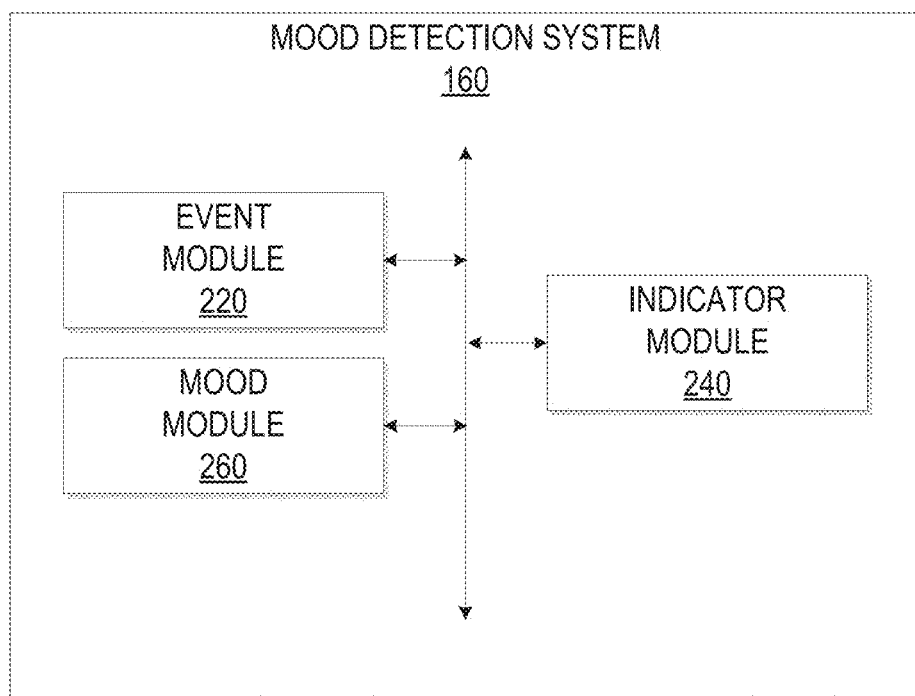 MOOD DETECTION SYSTEM
160
EVENT
MODULE
220
MOOD
MODULE
260
INDICATOR
MODULE
240